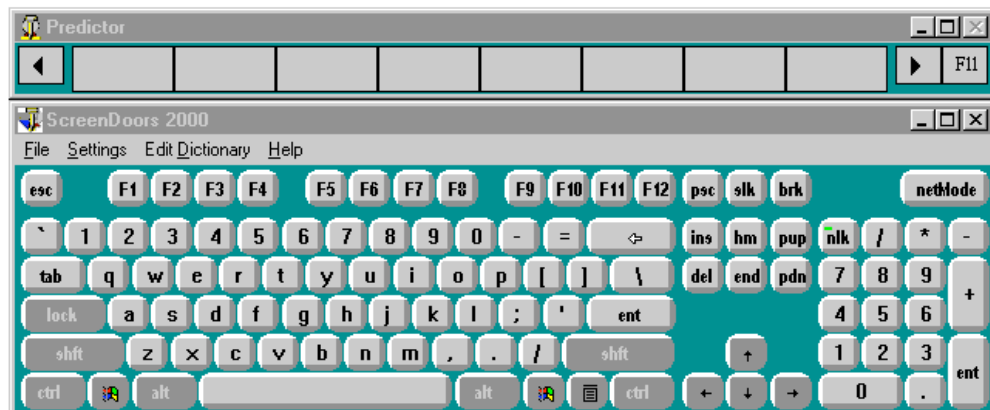 Predictor
F11
ScreenDoors 2000
File Settings Edit Dictionary Help
esc F1 F2 F3 F4 F5 F6 F7 F8 F9 F10 F11 F12 psc slk brk netMode
` 1 2 3 4 5 6 7 8 9 0 - = ins hm pup nlk / * -
tab q w e r t y u i o p [ ] \ del end pdn 7 8 9 +
lock a s d f g h j k l ; ' ent 4 5 6
shft z x c v b n m , . / shft 1 2 3 ent
ctrl alt alt ctrl 0 .